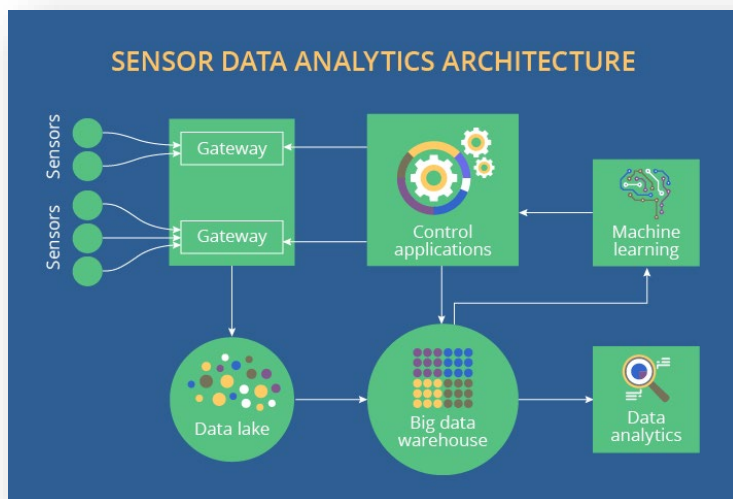 SENSOR DATA ANALYTICS ARCHITECTURE
Sensors
Gateway
Sensors
Gateway
Control
applications
Machine
learning
Data lake
Big data
warehouse
Data
analytics